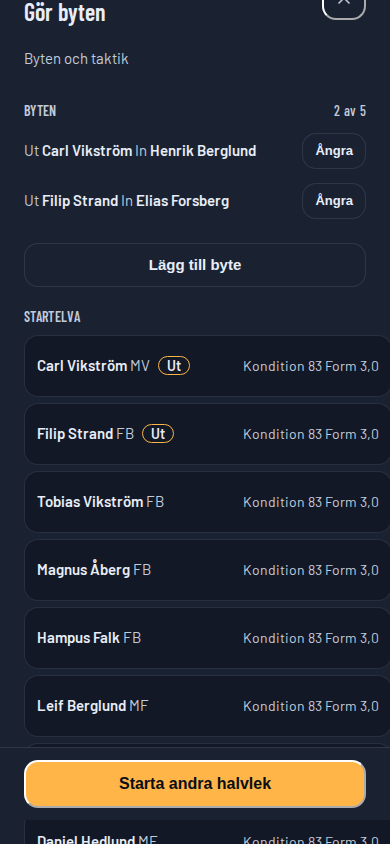 Gör byten
Byten och taktik
BYTEN 2 av 5
Ut Carl Vikström In Henrik Berglund Ångra
Ut Filip Strand In Elias Forsberg Ångra
Lägg till byte
STARTELVA
Carl Vikström MV Ut Kondition 83 Form 3,0
Filip Strand FB Ut Kondition 83 Form 3,0
Tobias Vikström FB Kondition 83 Form 3,0
Magnus Åberg FB Kondition 83 Form 3,0
Hampus Falk FB Kondition 83 Form 3,0
Leif Berglund MF Kondition 83 Form 3,0
Starta andra halvlek
Daniel Hedlund MF Kondition 83 Form 3,0